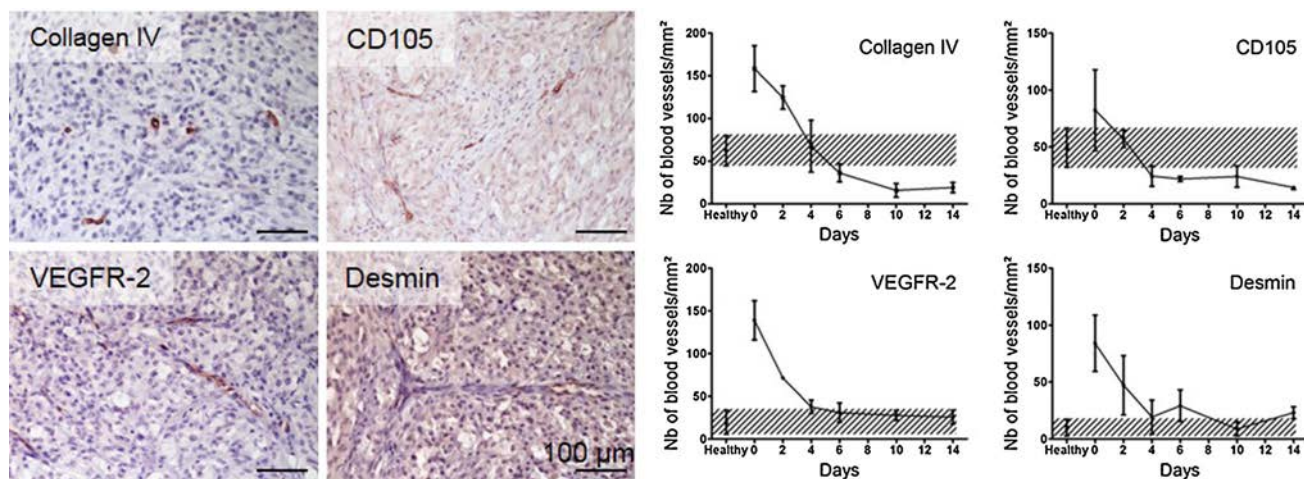 Collagen IV
CD105
VEGFR-2
Desmin
100 µm
Nb of blood vessels/mm²
200
150
100
50
0
Collagen IV
Healthy 0 2 4 6 8 10 12 14
Days
Nb of blood vessels/mm²
150
100
50
0
CD105
Healthy 0 2 4 6 8 10 12 14
Days
Nb of blood vessels/mm²
200
150
100
50
0
VEGFR-2
Healthy 0 2 4 6 8 10 12 14
Days
Nb of blood vessels/mm²
150
100
50
0
Desmin
Healthy 0 2 4 6 8 10 12 14
Days